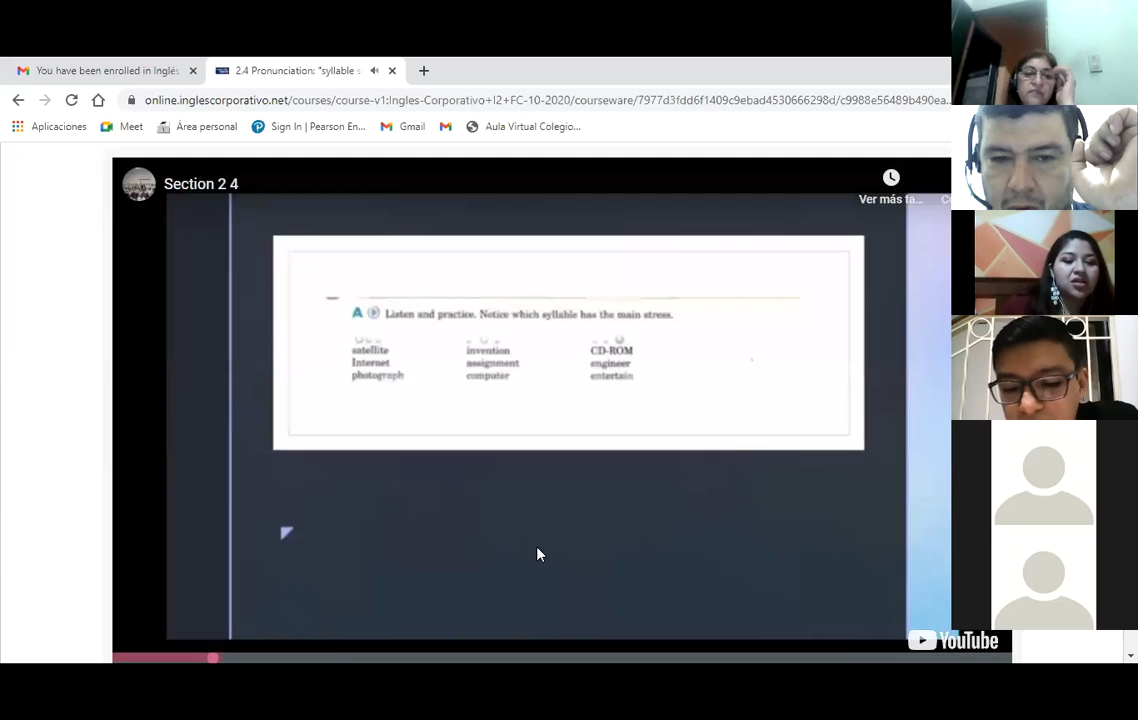 You have been enrolled in Inglés
2.4 Pronunciation: "syllable s
online.inglescorporativo.net/courses/course-v1:Ingles-Corporativo+I2+FC-10-2020/courseware/7977d3fdd6f1409c9ebad4530666298d/c9988e56489b490ea...
Aplicaciones Meet Área personal Sign In | Pearson En... Gmail Aula Virtual Colegio...
Section 2 4
Ver más ta...
A Listen and practice. Notice which syllable has the main stress.
satellite invention CD-ROM
Internet assignment engineer
photograph computer entertain
YouTube